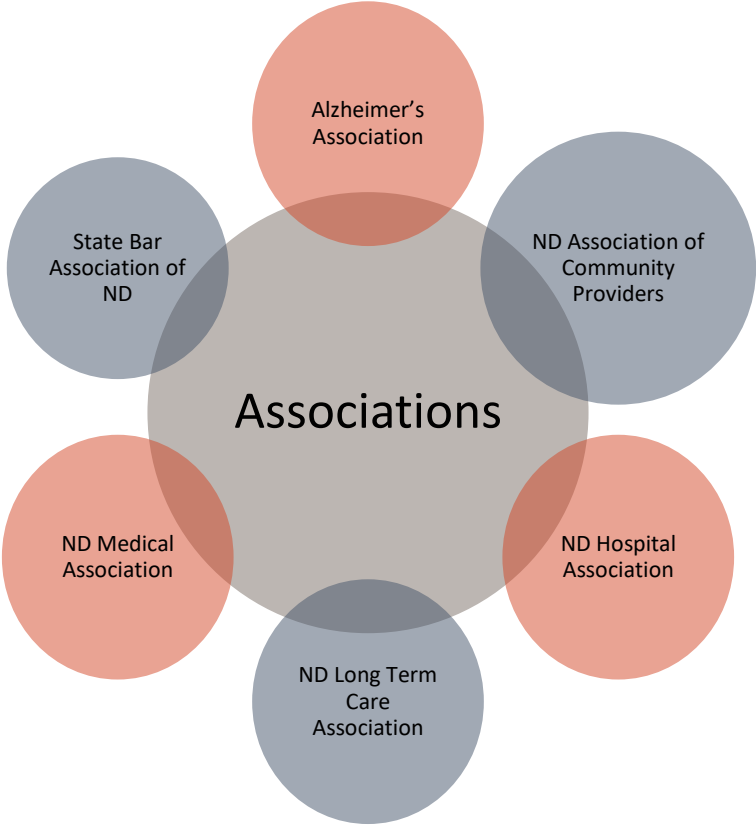 Alzheimer’s
Association
State Bar
Association of
ND
ND Association of
Community
Providers
Associations
ND Medical
Association
ND Hospital
Association
ND Long Term
Care
Association